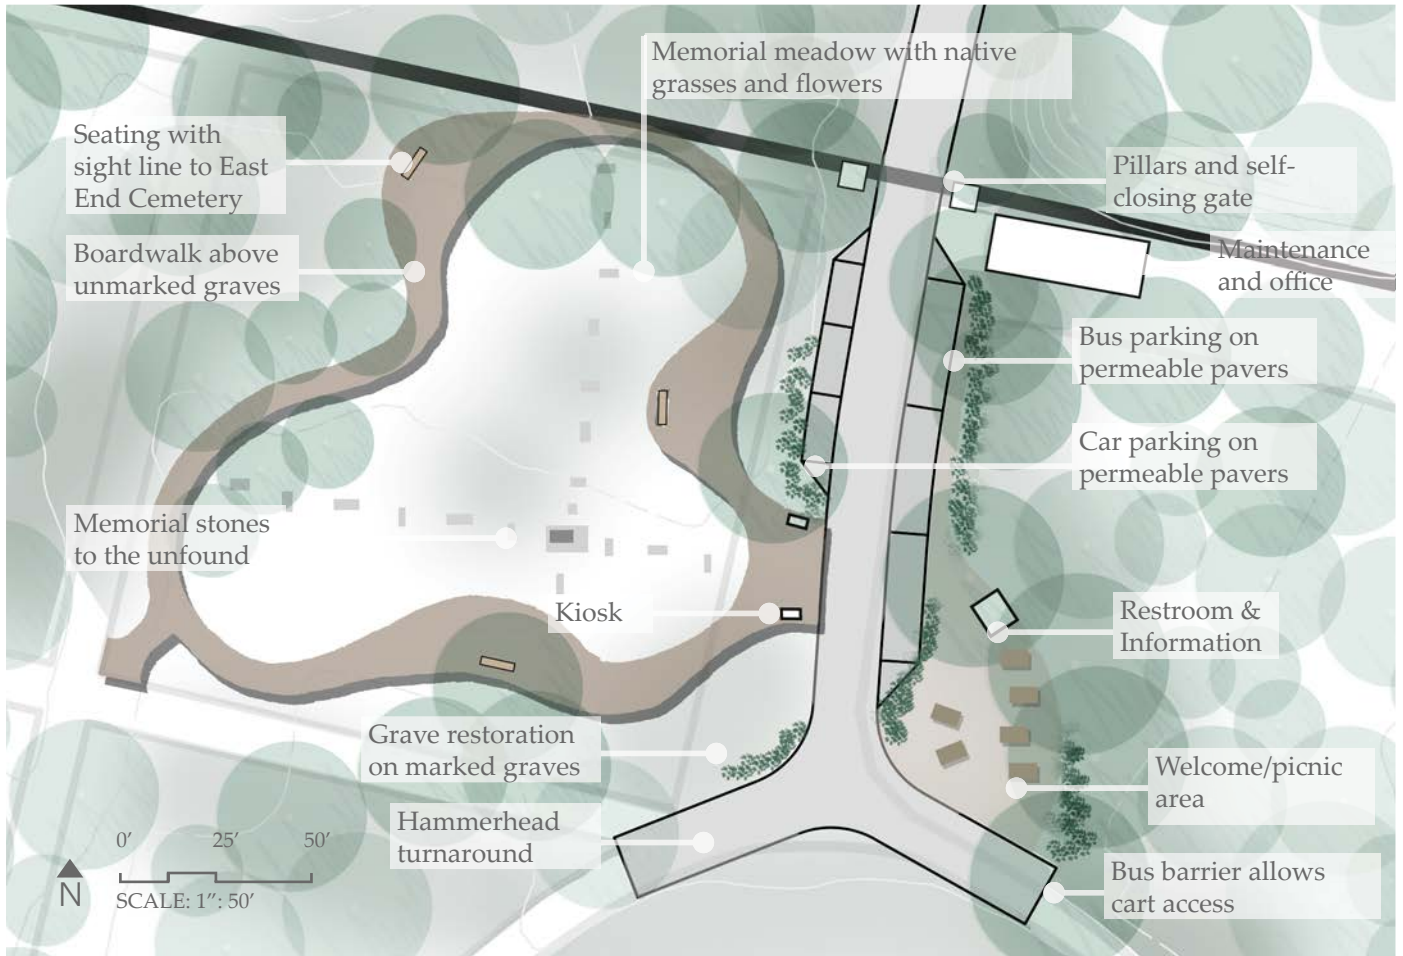 Memorial meadow with native
grasses and flowers
Seating with
sight line to East
End Cemetery
Pillars and self-
closing gate
Boardwalk above
unmarked graves
Maintenance
and office
Bus parking on
permeable pavers
Car parking on
permeable pavers
Memorial stones
to the unfound
Kiosk
Restroom &
Information
Grave restoration
on marked graves
Welcome/picnic
area
Hammerhead
turnaround
Bus barrier allows
cart access
0’ 25’ 50’
N
SCALE: 1”: 50’